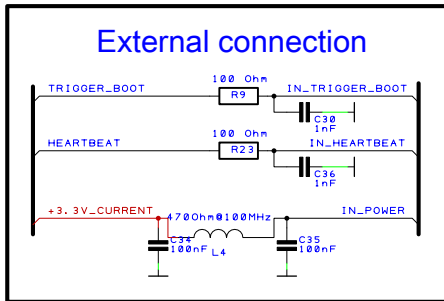 External connection
100 Ohm
TRIGGER_BOOT
R9
IN_TRIGGER_BOOT
C30
1nF
100 Ohm
HEARTBEAT
R23
IN_HEARTBEAT
C36
1nF
+3.3V_CURRENT
470Ohm@100MHz
IN_POWER
C34
100nF
L4
C35
100nF